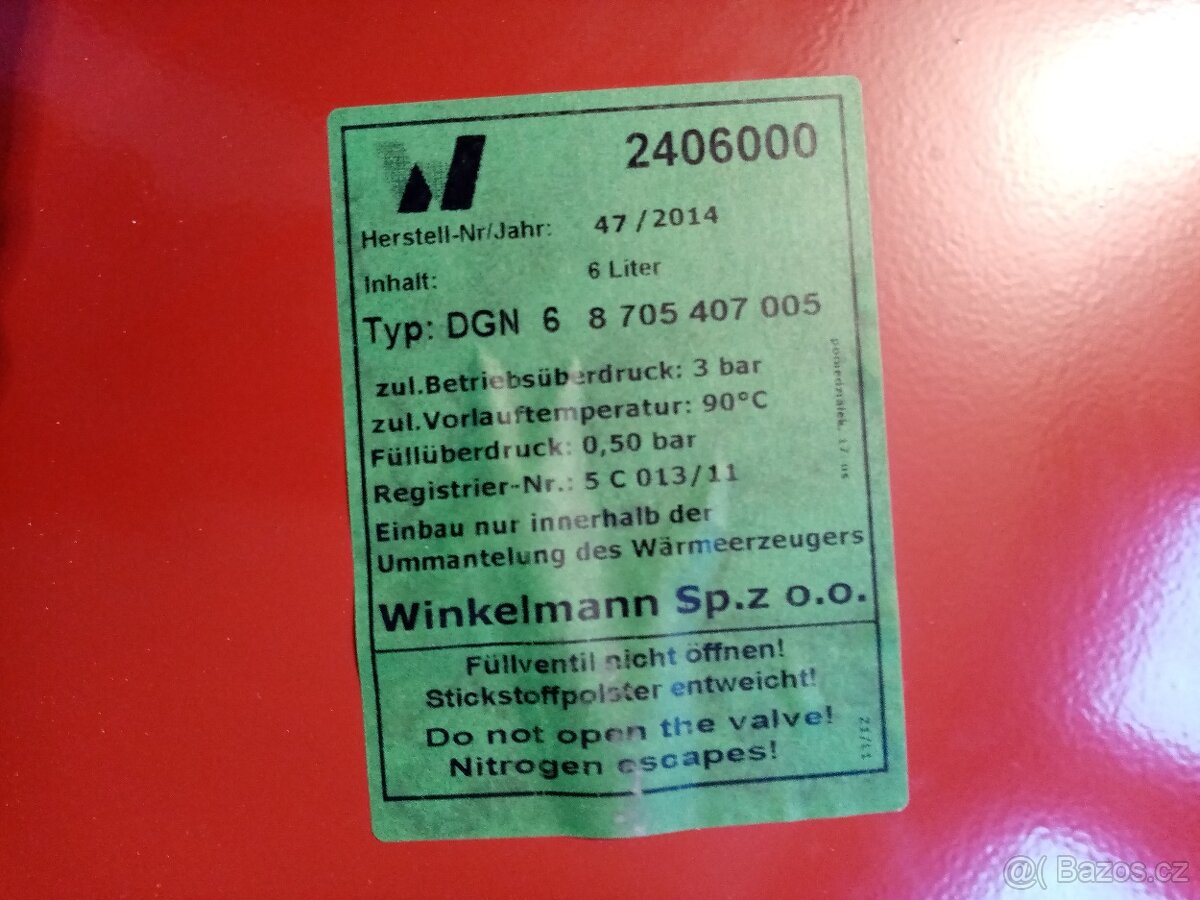 2406000
Herstell-Nr/Jahr: 47 / 2014
Inhalt: 6 Liter
Typ: DGN 6 8 705 407 005
zul.Betriebsüberdruck: 3 bar
zul.Vorlauftemperatur: 90°C
Füllüberdruck: 0,50 bar
Registrier-Nr.: 5 C 013/11
Einbau nur innerhalb der
Ummantelung des Wärmeerzeugers
Winkelmann Sp.z o.o.
Füllventil nicht öffnen!
Stickstoffpolster entweicht!
Do not open the valve!
Nitrogen escapes!
@( Bazos.cz